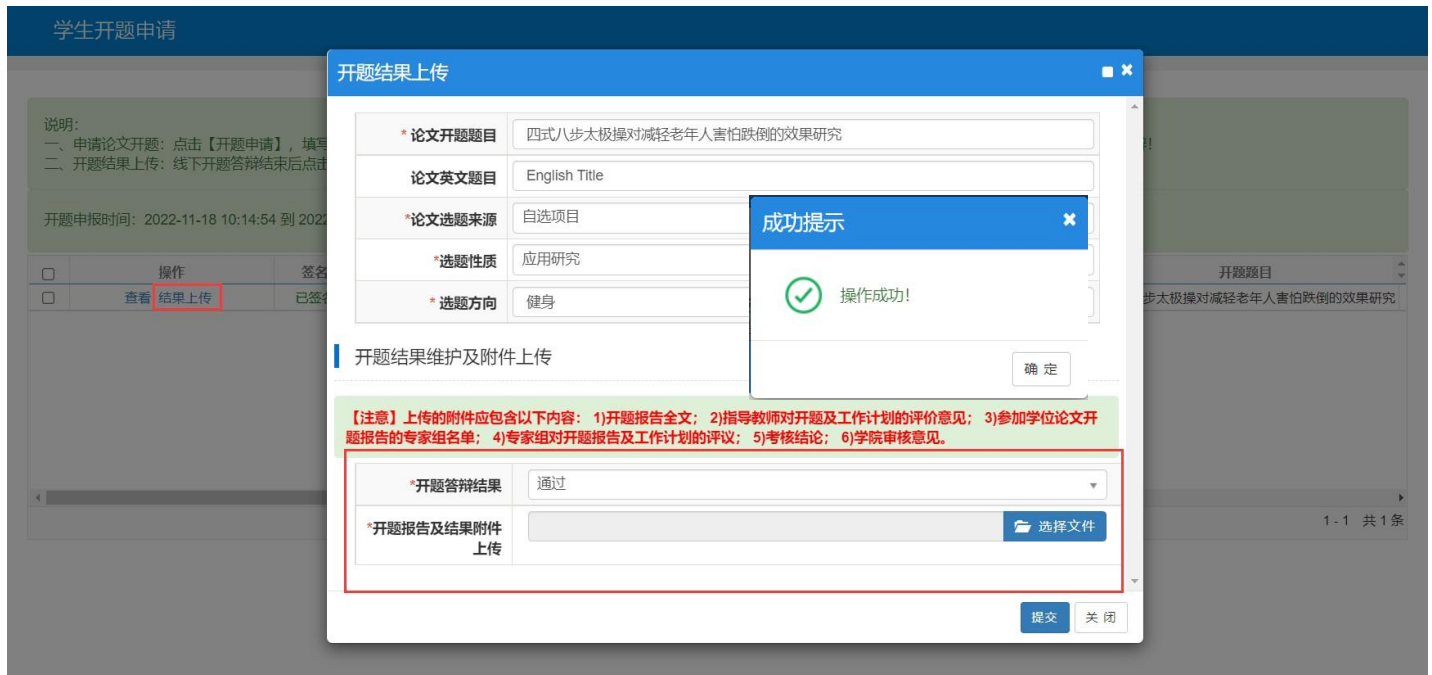 学生开题申请
开题结果上传
说明:
一、申请论文开题：点击【开题申请】，填写
二、开题结果上传：线下开题答辩结束后点击
开题申报时间：2022-11-18 10:14:54 到 2022
操作
签名
开题题目
查看 结果上传
已签名
步太极操对减轻老年人害怕跌倒的效果研究
1 - 1 共 1 条
* 论文开题题目
四式八步太极操对减轻老年人害怕跌倒的效果研究
论文英文题目
English Title
*论文选题来源
自选项目
*选题性质
应用研究
* 选题方向
健身
成功提示
操作成功!
确 定
开题结果维护及附件上传
【注意】上传的附件应包含以下内容： 1)开题报告全文； 2)指导教师对开题及工作计划的评价意见； 3)参加学位论文开
题报告的专家组名单； 4)专家组对开题报告及工作计划的评议； 5)考核结论； 6)学院审核意见。
*开题答辩结果
通过
*开题报告及结果附件
上传
选择文件
提交
关 闭